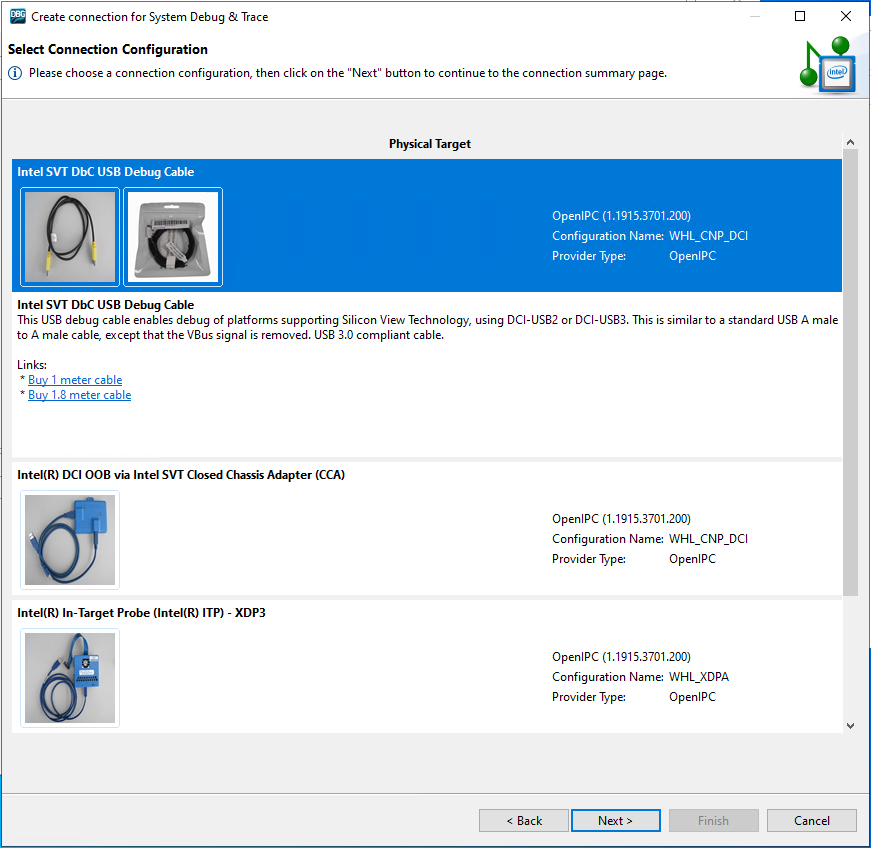 DBG
Create connection for System Debug & Trace
Select Connection Configuration
Please choose a connection configuration, then click on the "Next" button to continue to the connection summary page.
intel
Physical Target
Intel SVT DbC USB Debug Cable
OpenIPC (1.1915.3701.200)
Configuration Name: WHL_CNP_DCI
Provider Type: OpenIPC
Intel SVT DbC USB Debug Cable
This USB debug cable enables debug of platforms supporting Silicon View Technology, using DCI-USB2 or DCI-USB3. This is similar to a standard USB A male
to A male cable, except that the VBus signal is removed. USB 3.0 compliant cable.
Links:
* Buy 1 meter cable
* Buy 1.8 meter cable
Intel(R) DCI OOB via Intel SVT Closed Chassis Adapter (CCA)
OpenIPC (1.1915.3701.200)
Configuration Name: WHL_CNP_DCI
Provider Type: OpenIPC
Intel(R) In-Target Probe (Intel(R) ITP) - XDP3
OpenIPC (1.1915.3701.200)
Configuration Name: WHL_XDPA
Provider Type: OpenIPC
< Back
Next >
Finish
Cancel